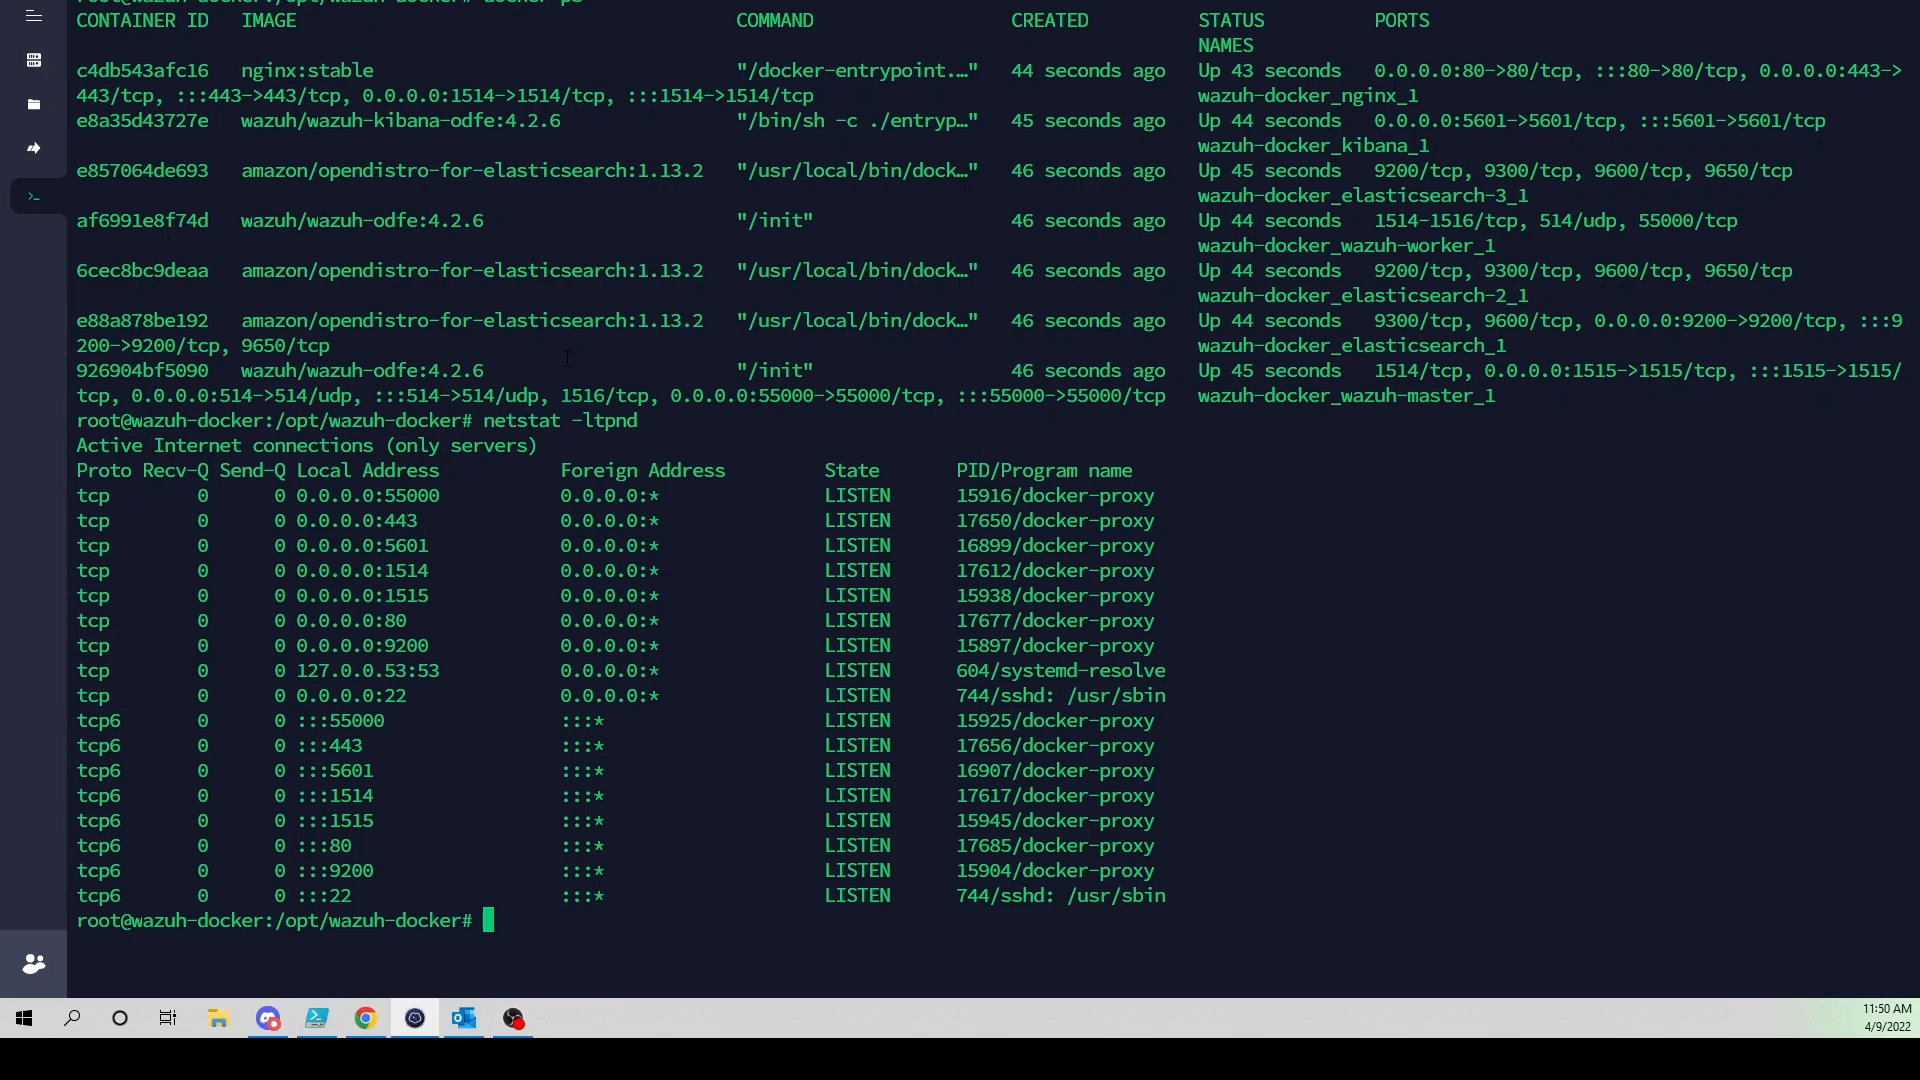 root@wazuh-docker:/opt/wazuh-docker# docker ps
CONTAINER ID   IMAGE                                        COMMAND                  CREATED          STATUS          PORTS
                                                                                                      NAMES
c4db543afc16   nginx:stable                                 "/docker-entrypoint.…"   44 seconds ago   Up 43 seconds   0.0.0.0:80->80/tcp, :::80->80/tcp, 0.0.0.0:443->
443/tcp, :::443->443/tcp, 0.0.0.0:1514->1514/tcp, :::1514->1514/tcp                                   wazuh-docker_nginx_1
e8a35d43727e   wazuh/wazuh-kibana-odfe:4.2.6                "/bin/sh -c ./entryp…"   45 seconds ago   Up 44 seconds   0.0.0.0:5601->5601/tcp, :::5601->5601/tcp
                                                                                                      wazuh-docker_kibana_1
e857064de693   amazon/opendistro-for-elasticsearch:1.13.2   "/usr/local/bin/dock…"   46 seconds ago   Up 45 seconds   9200/tcp, 9300/tcp, 9600/tcp, 9650/tcp
                                                                                                      wazuh-docker_elasticsearch-3_1
af6991e8f74d   wazuh/wazuh-odfe:4.2.6                       "/init"                  46 seconds ago   Up 44 seconds   1514-1516/tcp, 514/udp, 55000/tcp
                                                                                                      wazuh-docker_wazuh-worker_1
6cec8bc9deaa   amazon/opendistro-for-elasticsearch:1.13.2   "/usr/local/bin/dock…"   46 seconds ago   Up 44 seconds   9200/tcp, 9300/tcp, 9600/tcp, 9650/tcp
                                                                                                      wazuh-docker_elasticsearch-2_1
e88a878be192   amazon/opendistro-for-elasticsearch:1.13.2   "/usr/local/bin/dock…"   46 seconds ago   Up 44 seconds   9300/tcp, 9600/tcp, 0.0.0.0:9200->9200/tcp, :::9
200->9200/tcp, 9650/tcp                                                                               wazuh-docker_elasticsearch_1
926904bf5090   wazuh/wazuh-odfe:4.2.6                       "/init"                  46 seconds ago   Up 45 seconds   1514/tcp, 0.0.0.0:1515->1515/tcp, :::1515->1515/
tcp, 0.0.0.0:514->514/udp, :::514->514/udp, 1516/tcp, 0.0.0.0:55000->55000/tcp, :::55000->55000/tcp   wazuh-docker_wazuh-master_1
root@wazuh-docker:/opt/wazuh-docker# netstat -ltpnd
Active Internet connections (only servers)
Proto Recv-Q Send-Q Local Address           Foreign Address         State       PID/Program name
tcp        0      0 0.0.0.0:55000           0.0.0.0:*               LISTEN      15916/docker-proxy
tcp        0      0 0.0.0.0:443             0.0.0.0:*               LISTEN      17650/docker-proxy
tcp        0      0 0.0.0.0:5601            0.0.0.0:*               LISTEN      16899/docker-proxy
tcp        0      0 0.0.0.0:1514            0.0.0.0:*               LISTEN      17612/docker-proxy
tcp        0      0 0.0.0.0:1515            0.0.0.0:*               LISTEN      15938/docker-proxy
tcp        0      0 0.0.0.0:80              0.0.0.0:*               LISTEN      17677/docker-proxy
tcp        0      0 0.0.0.0:9200            0.0.0.0:*               LISTEN      15897/docker-proxy
tcp        0      0 127.0.0.53:53           0.0.0.0:*               LISTEN      604/systemd-resolve
tcp        0      0 0.0.0.0:22              0.0.0.0:*               LISTEN      744/sshd: /usr/sbin
tcp6       0      0 :::55000                :::*                    LISTEN      15925/docker-proxy
tcp6       0      0 :::443                  :::*                    LISTEN      17656/docker-proxy
tcp6       0      0 :::5601                 :::*                    LISTEN      16907/docker-proxy
tcp6       0      0 :::1514                 :::*                    LISTEN      17617/docker-proxy
tcp6       0      0 :::1515                 :::*                    LISTEN      15945/docker-proxy
tcp6       0      0 :::80                   :::*                    LISTEN      17685/docker-proxy
tcp6       0      0 :::9200                 :::*                    LISTEN      15904/docker-proxy
tcp6       0      0 :::22                   :::*                    LISTEN      744/sshd: /usr/sbin
root@wazuh-docker:/opt/wazuh-docker#
11:50 AM
4/9/2022